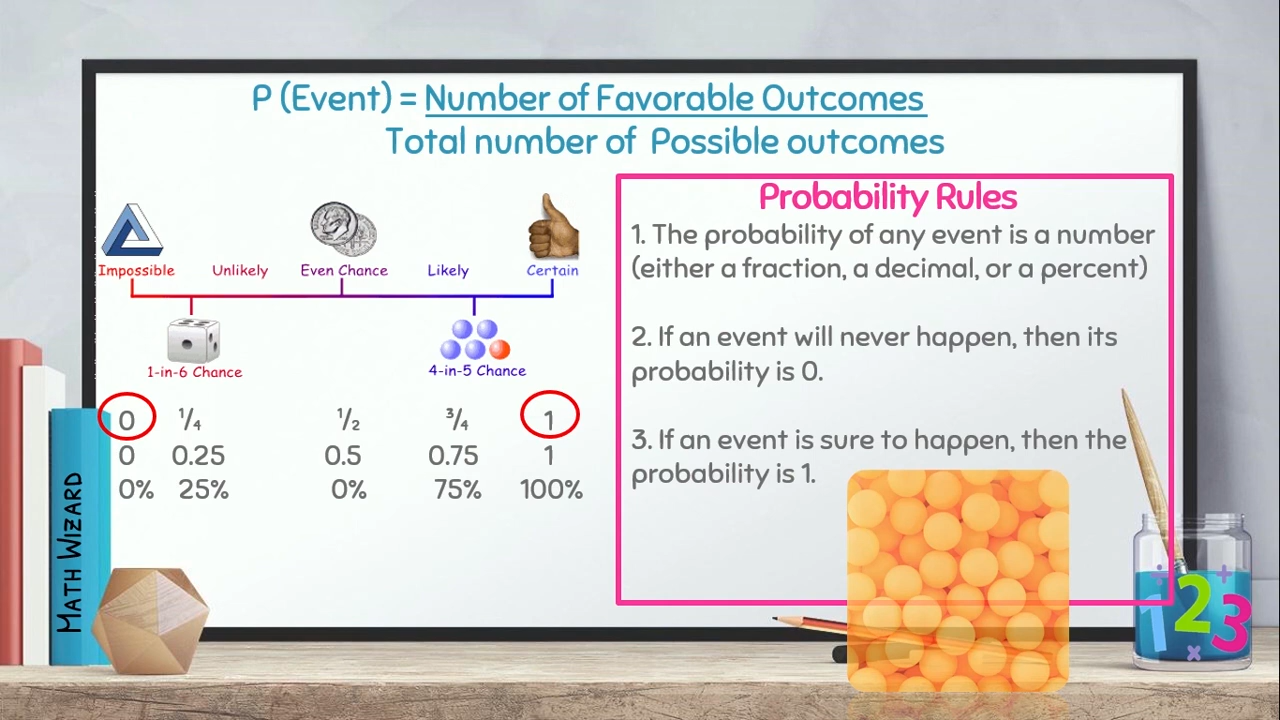 P (Event) = Number of Favorable Outcomes
Total number of Possible outcomes
Impossible Unlikely Even Chance Likely Certain
1-in-6 Chance 4-in-5 Chance
0 ¼ ½ ¾ 1
0 0.25 0.5 0.75 1
0% 25% 0% 75% 100%
Probability Rules
1. The probability of any event is a number
(either a fraction, a decimal, or a percent)
2. If an event will never happen, then its
probability is 0.
3. If an event is sure to happen, then the
probability is 1.
MATH WIZARD
÷ +
1 2 3
×